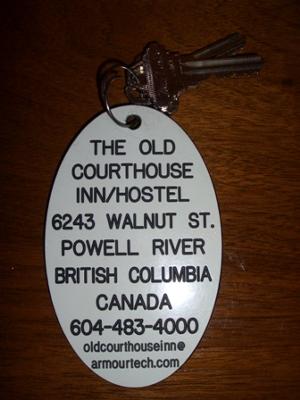 THE OLD
COURTHOUSE
INN/HOSTEL
6243 WALNUT ST.
POWELL RIVER
BRITISH COLUMBIA
CANADA
604-483-4000
oldcourthouseinn@
armourtech.com